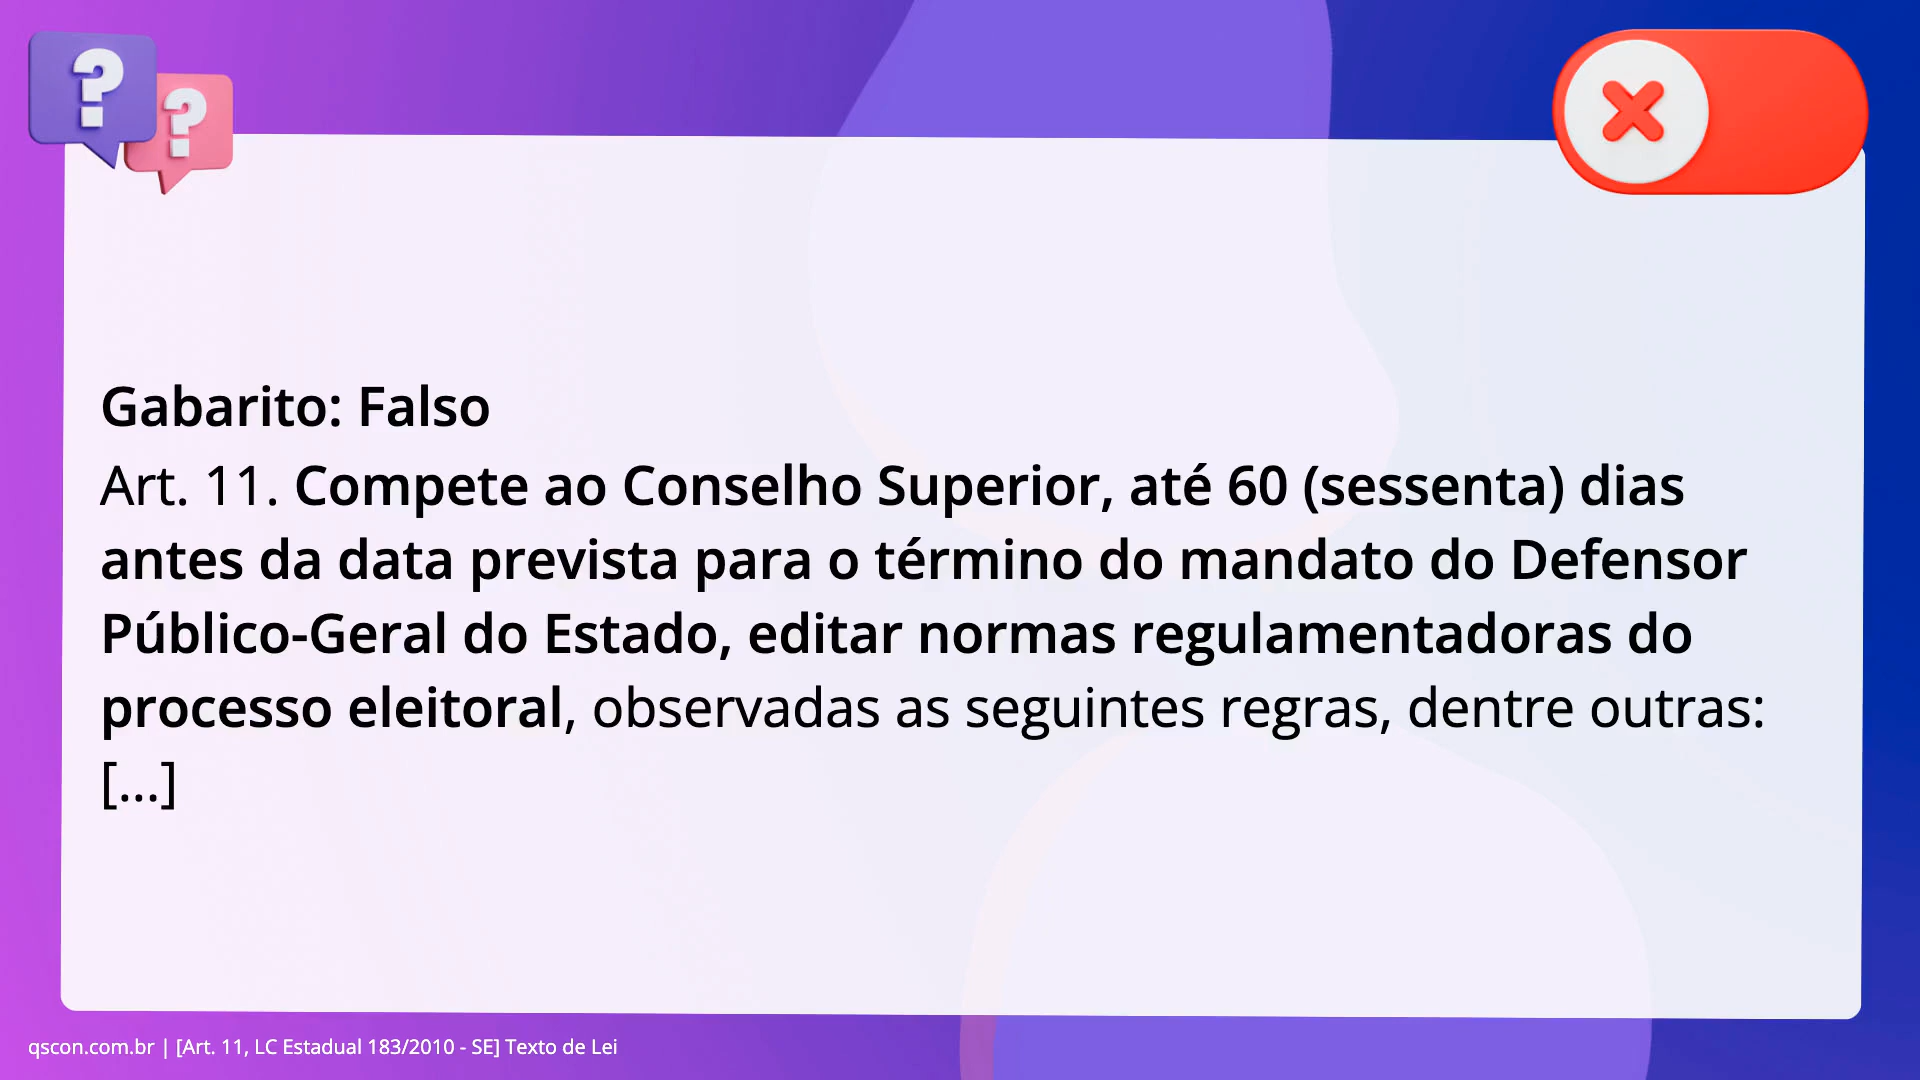 ? ?
Gabarito: Falso
Art. 11. Compete ao Conselho Superior, até 60 (sessenta) dias
antes da data prevista para o término do mandato do Defensor
Público-Geral do Estado, editar normas regulamentadoras do
processo eleitoral, observadas as seguintes regras, dentre outras:
[...]
qscon.com.br | [Art. 11, LC Estadual 183/2010 - SE] Texto de Lei